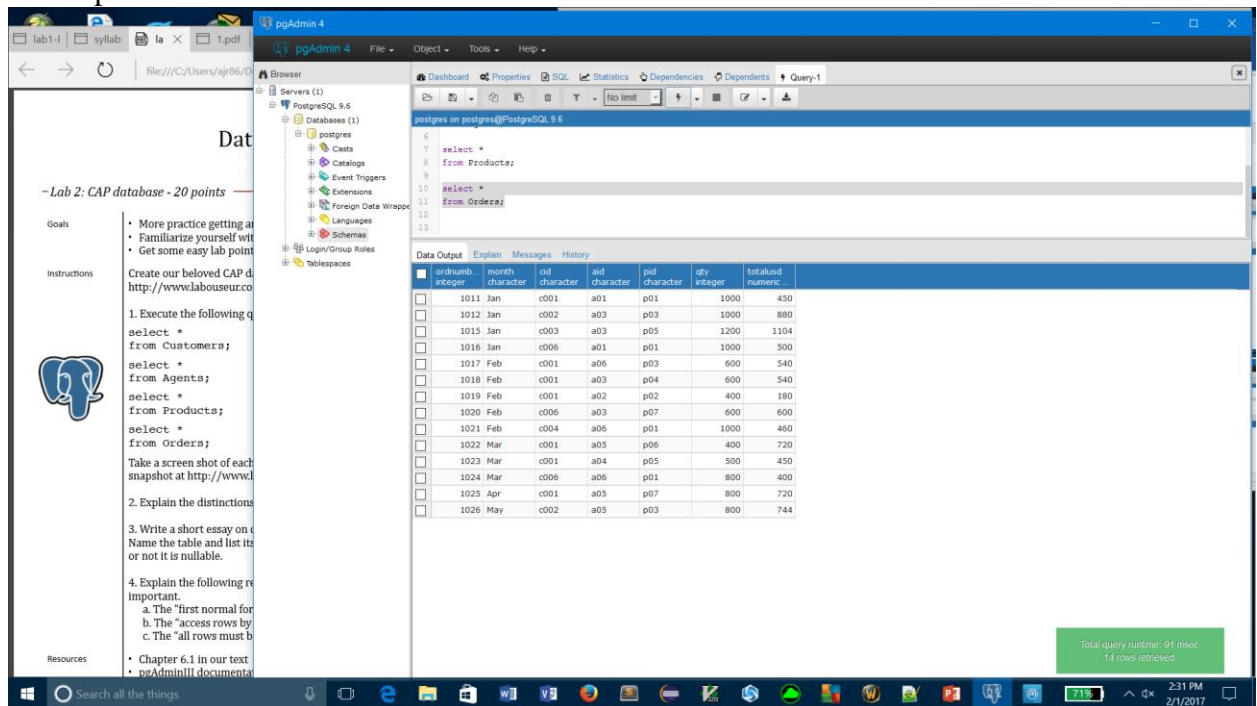 pgAdmin 4
lab1-l
syllab
la
1.pdf
file:///C:/Users/ajr86/D
pgAdmin 4 File Object Tools Help
Browser
Dashboard Properties SQL Statistics Dependencies Dependents Query-1
Servers (1)
PostgreSQL 9.6
Databases (1)
postgres
Casts
Catalogs
Event Triggers
Extensions
Foreign Data Wrappe
Languages
Schemas
Login/Group Roles
Tablespaces
No limit
postgres on postgres@PostgreSQL 9.6
6
7 select *
8 from Products;
9
10 select *
11 from Orders;
12
13
Data Output Explain Messages History
ordnumb... integer month character cid character aid character pid character qty integer totalusd numeric ...
1011 Jan c001 a01 p01 1000 450
1012 Jan c002 a03 p03 1000 880
1015 Jan c003 a03 p05 1200 1104
1016 Jan c006 a01 p01 1000 500
1017 Feb c001 a06 p03 600 540
1018 Feb c001 a03 p04 600 540
1019 Feb c001 a02 p02 400 180
1020 Feb c006 a03 p07 600 600
1021 Feb c004 a06 p01 1000 460
1022 Mar c001 a05 p06 400 720
1023 Mar c001 a04 p05 500 450
1024 Mar c006 a06 p01 800 400
1025 Apr c001 a05 p07 800 720
1026 May c002 a05 p03 800 744
Total query runtime: 91 msec.
14 rows retrieved.
Dat
Lab 2: CAP database - 20 points
Goals
• More practice getting a
• Familiarize yourself wit
• Get some easy lab point
Instructions
Create our beloved CAP d
http://www.labouseur.co
1. Execute the following q
select *
from Customers;
select *
from Agents;
select *
from Products;
select *
from Orders;
Take a screen shot of each
snapshot at http://www.l
2. Explain the distinctions
3. Write a short essay on
Name the table and list its
or not it is nullable.
4. Explain the following re
important.
a. The “first normal for
b. The “access rows by
c. The “all rows must b
Resources
• Chapter 6.1 in our text
• pgAdminIII documenta
Search all the things
71%
2:31 PM
2/1/2017